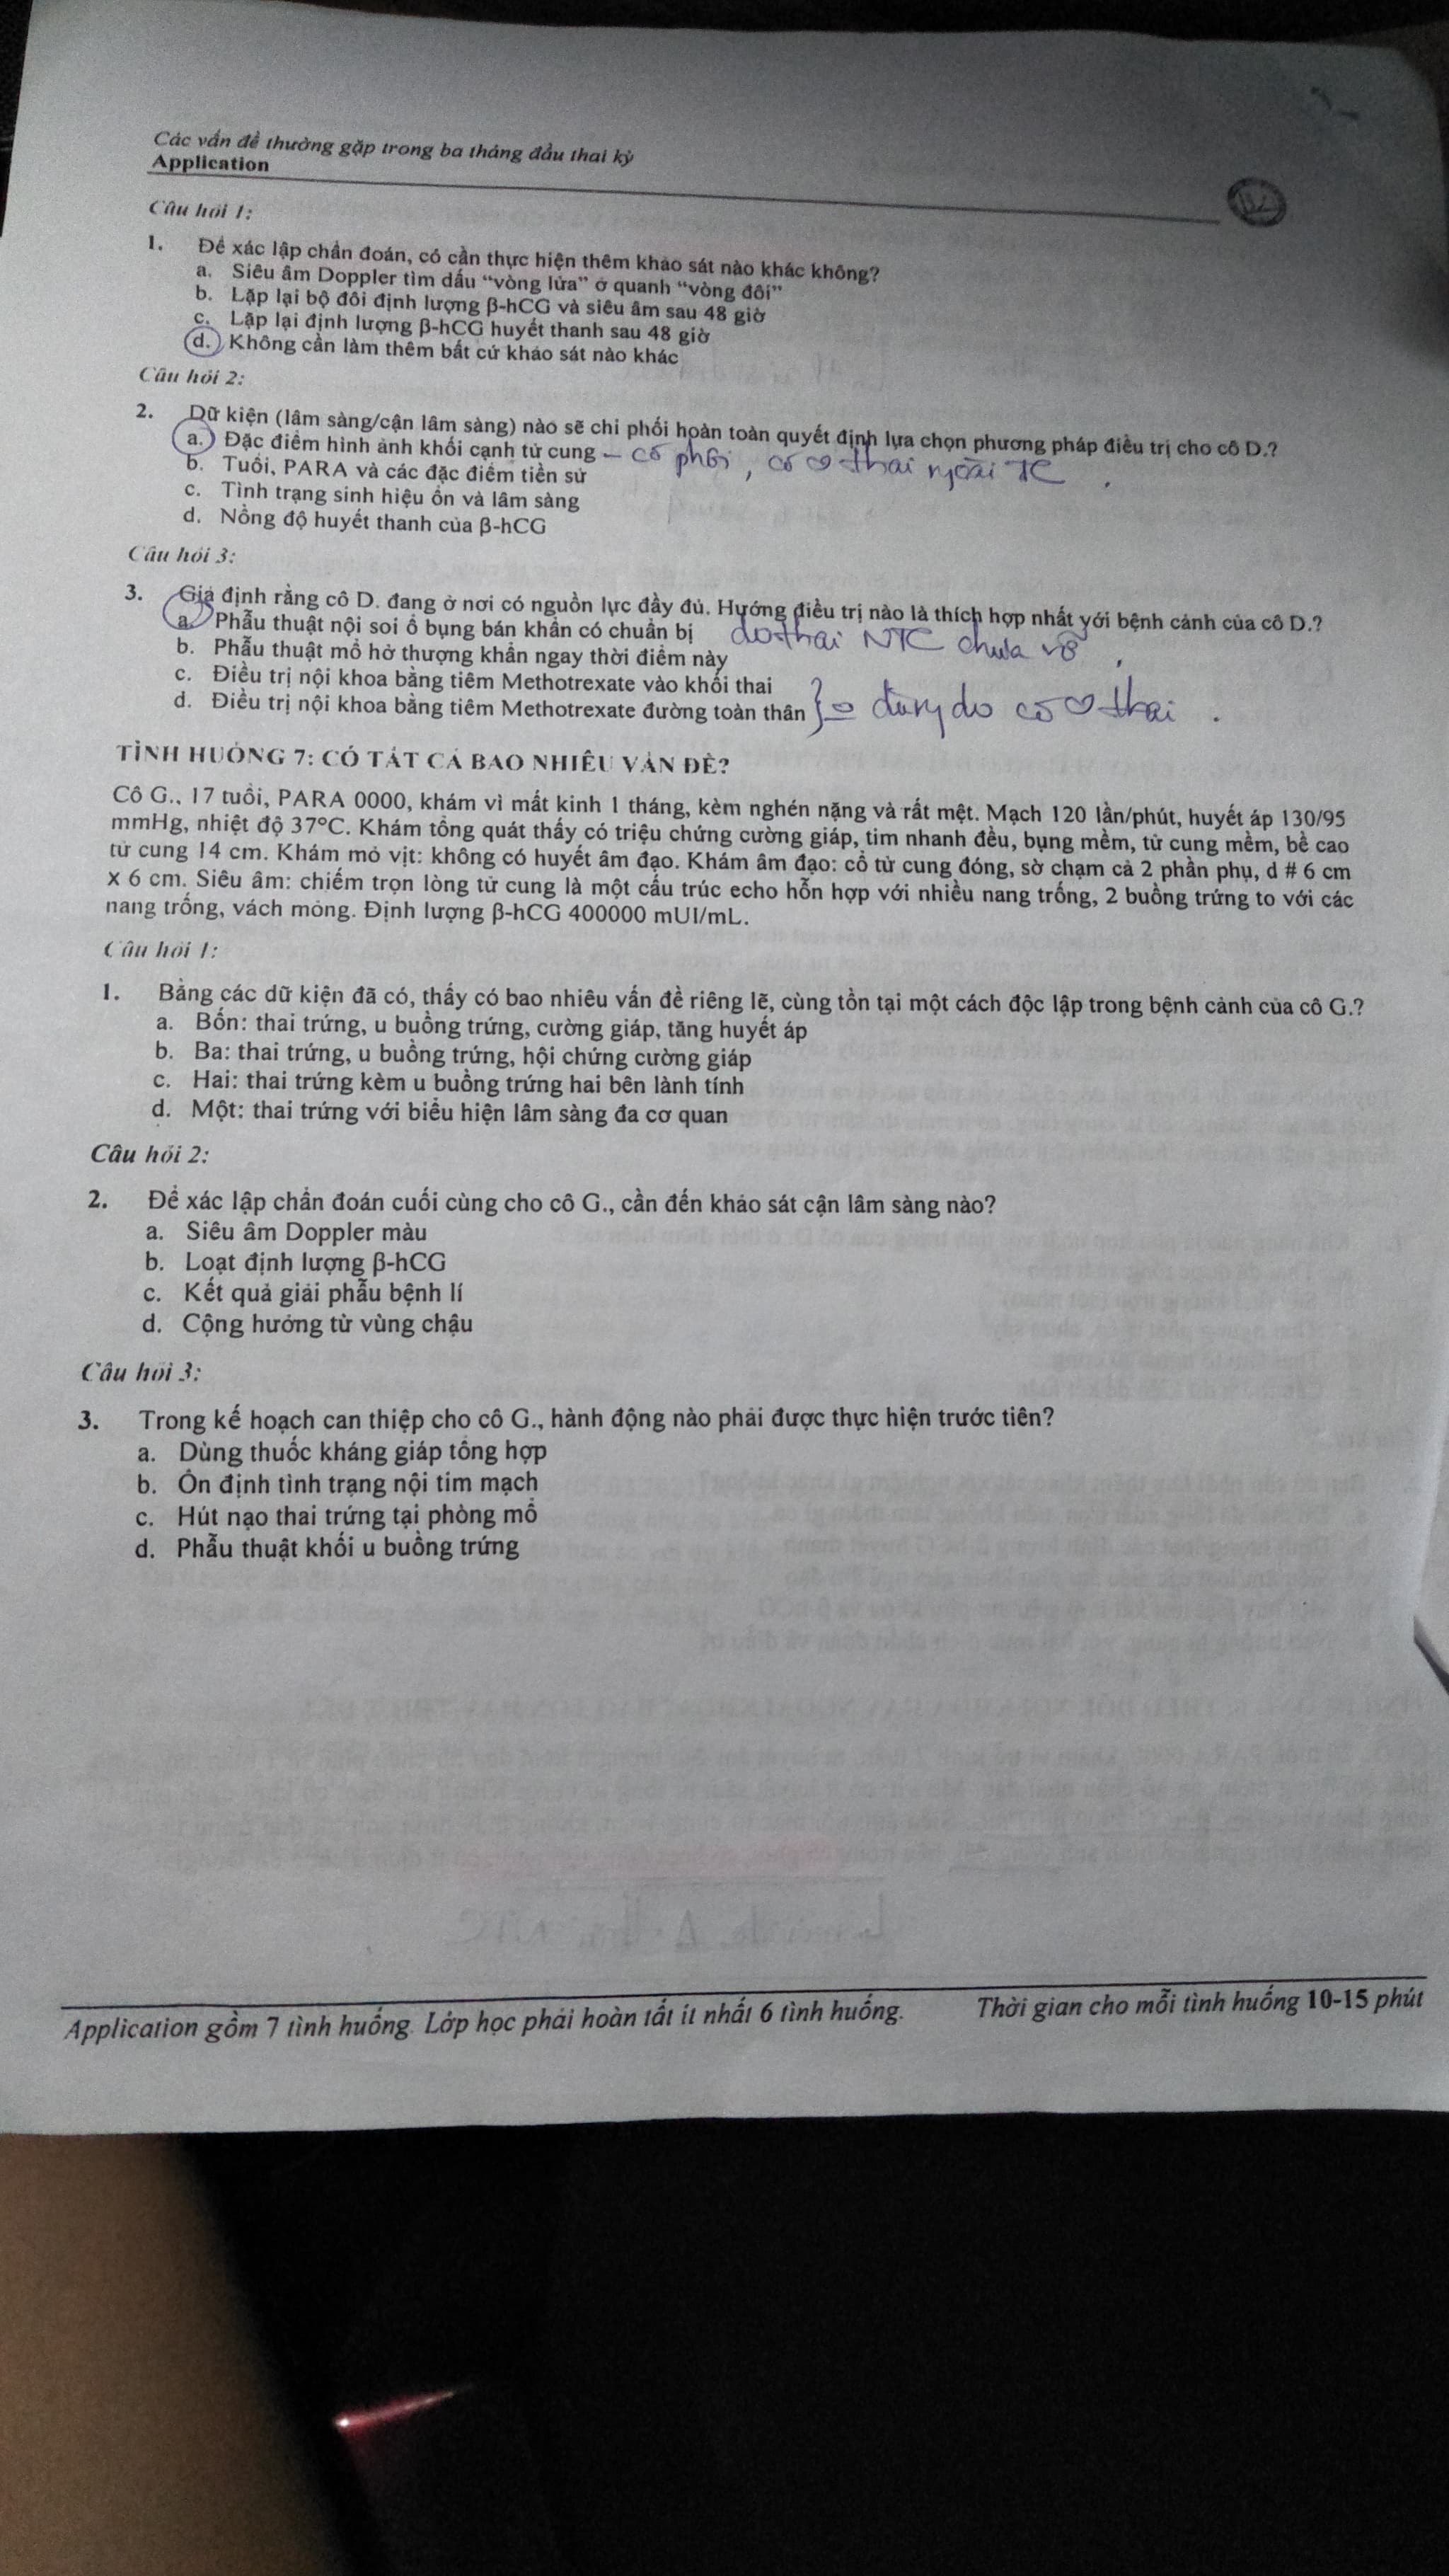 Các vấn đề thường gặp trong ba tháng đầu thai kỳ
Application
Câu hỏi 1:
1. Để xác lập chẩn đoán, có cần thực hiện thêm khảo sát nào khác không?
a. Siêu âm Doppler tìm dấu “vòng lửa” ở quanh “vòng đôi”
b. Lặp lại bộ đôi định lượng β-hCG và siêu âm sau 48 giờ
c. Lặp lại định lượng β-hCG huyết thanh sau 48 giờ
d. Không cần làm thêm bất cứ khảo sát nào khác
Câu hỏi 2:
2. Dữ kiện (lâm sàng/cận lâm sàng) nào sẽ chi phối hoàn toàn quyết định lựa chọn phương pháp điều trị cho cô D.?
a. Đặc điểm hình ảnh khối cạnh tử cung – có phôi, có ♡ thai ngoài TC.
b. Tuổi, PARA và các đặc điểm tiền sử
c. Tình trạng sinh hiệu ổn và lâm sàng
d. Nồng độ huyết thanh của β-hCG
Câu hỏi 3:
3. Giả định rằng cô D. đang ở nơi có nguồn lực đầy đủ. Hướng điều trị nào là thích hợp nhất với bệnh cảnh của cô D.?
a. Phẫu thuật nội soi ổ bụng bán khẩn có chuẩn bị do thai NTC chưa vỡ,
b. Phẫu thuật mổ hở thượng khẩn ngay thời điểm này
c. Điều trị nội khoa bằng tiêm Methotrexate vào khối thai
d. Điều trị nội khoa bằng tiêm Methotrexate đường toàn thân do có ♡ thai.
TÌNH HUỐNG 7: CÓ TẤT CẢ BAO NHIÊU VẤN ĐỀ?
Cô G., 17 tuổi, PARA 0000, khám vì mất kinh 1 tháng, kèm nghén nặng và rất mệt. Mạch 120 lần/phút, huyết áp 130/95
mmHg, nhiệt độ 37°C. Khám tổng quát thấy có triệu chứng cường giáp, tim nhanh đều, bụng mềm, tử cung mềm, bề cao
tử cung 14 cm. Khám mỏ vịt: không có huyết âm đạo. Khám âm đạo: cổ tử cung đóng, sờ chạm cả 2 phần phụ, d # 6 cm
x 6 cm. Siêu âm: chiếm trọn lòng tử cung là một cấu trúc echo hỗn hợp với nhiều nang trống, 2 buồng trứng to với các
nang trống, vách mỏng. Định lượng β-hCG 400000 mUI/mL.
Câu hỏi 1:
1. Bằng các dữ kiện đã có, thấy có bao nhiêu vấn đề riêng lẽ, cùng tồn tại một cách độc lập trong bệnh cảnh của cô G.?
a. Bốn: thai trứng, u buồng trứng, cường giáp, tăng huyết áp
b. Ba: thai trứng, u buồng trứng, hội chứng cường giáp
c. Hai: thai trứng kèm u buồng trứng hai bên lành tính
d. Một: thai trứng với biểu hiện lâm sàng đa cơ quan
Câu hỏi 2:
2. Để xác lập chẩn đoán cuối cùng cho cô G., cần đến khảo sát cận lâm sàng nào?
a. Siêu âm Doppler màu
b. Loạt định lượng β-hCG
c. Kết quả giải phẫu bệnh lí
d. Cộng hưởng từ vùng chậu
Câu hỏi 3:
3. Trong kế hoạch can thiệp cho cô G., hành động nào phải được thực hiện trước tiên?
a. Dùng thuốc kháng giáp tổng hợp
b. Ổn định tình trạng nội tim mạch
c. Hút nạo thai trứng tại phòng mổ
d. Phẫu thuật khối u buồng trứng
Application gồm 7 tình huống. Lớp học phải hoàn tất ít nhất 6 tình huống. Thời gian cho mỗi tình huống 10-15 phút